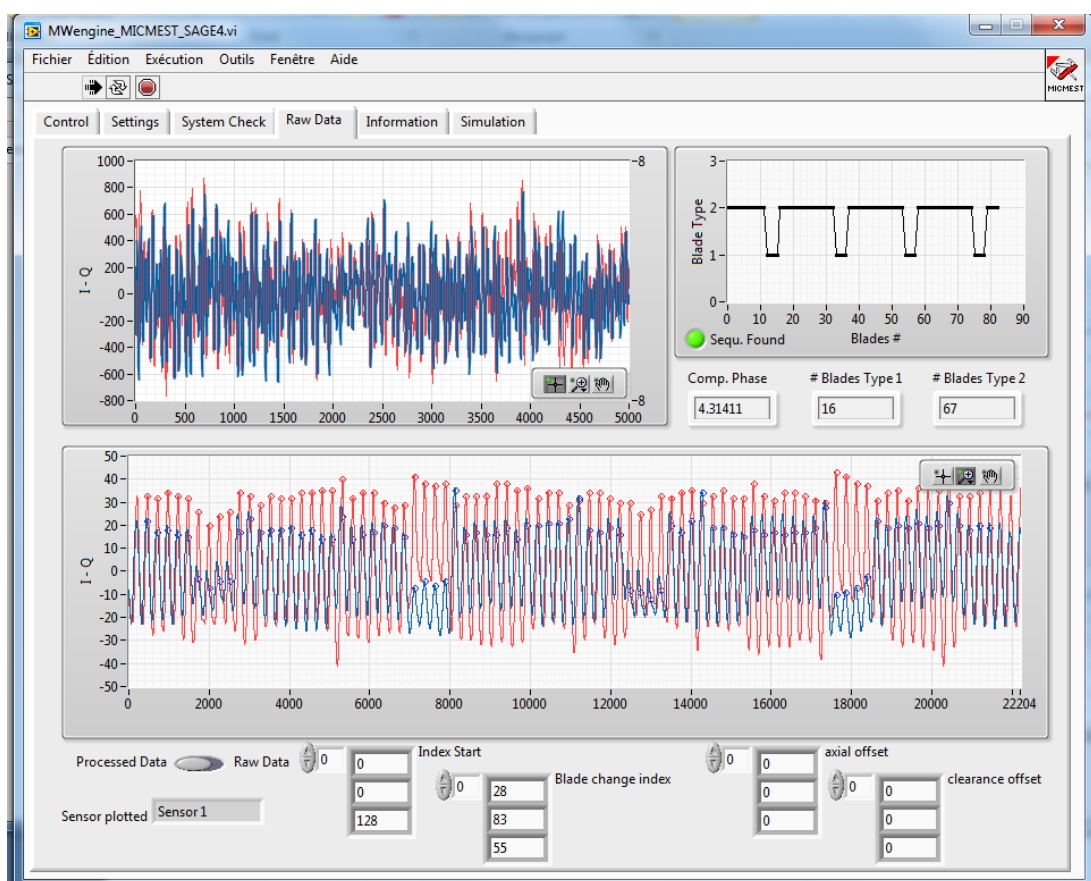 MWengine_MICMEST_SAGE4.vi
Fichier Édition Exécution Outils Fenêtre Aide
MICMEST
Control Settings System Check Raw Data Information Simulation
1000
800
600
400
200
0
-200
-400
-600
-800
I - Q
0 500 1000 1500 2000 2500 3000 3500 4000 4500 5000
-8
-8
3
2
1
0
Blade Type
0 10 20 30 40 50 60 70 80 90
Sequ. Found Blades #
Comp. Phase # Blades Type 1 # Blades Type 2
4.31411 16 67
50
40
30
20
10
0
-10
-20
-30
-40
-50
I - Q
0 2000 4000 6000 8000 10000 12000 14000 16000 18000 20000 22204
Processed Data Raw Data
0 Index Start
0
0
128
0 Blade change index
28
83
55
0 axial offset
0
0
0
0 clearance offset
0
0
0
Sensor plotted Sensor 1